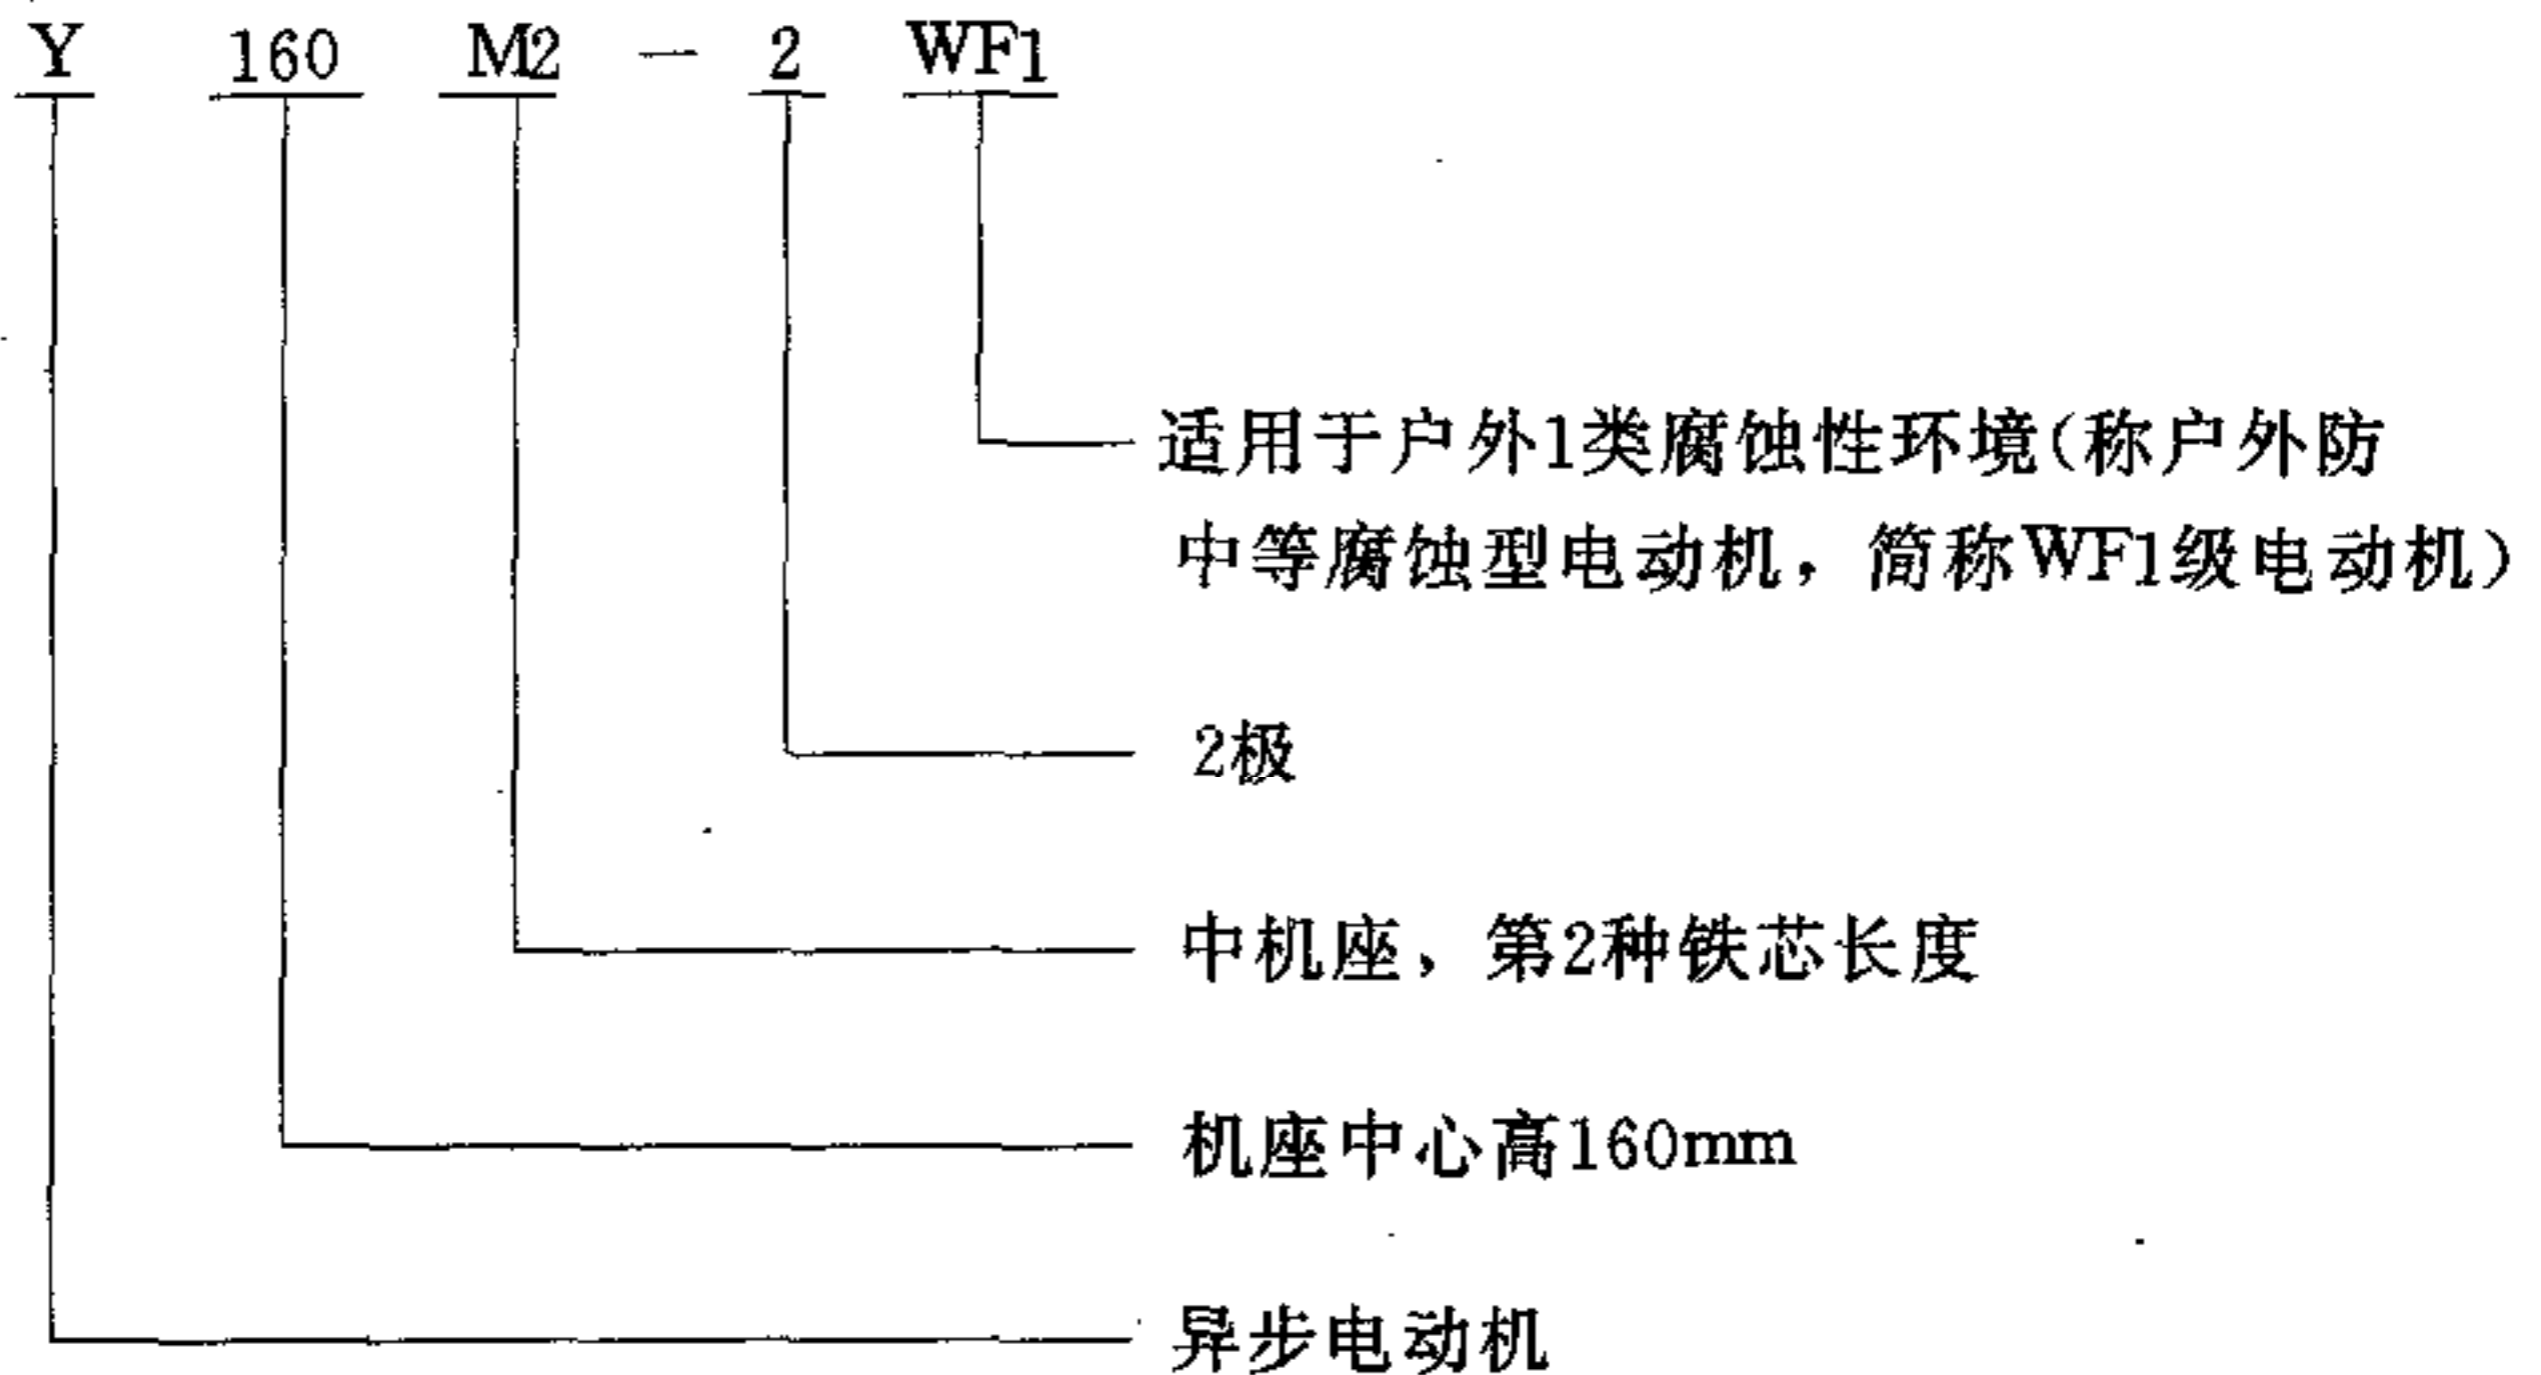 Y 160 M2 — 2 WF1
适用于户外1类腐蚀性环境(称户外防
中等腐蚀型电动机，简称WF1级电动机)
2极
中机座、第2种铁芯长度
机座中心高160mm
异步电动机